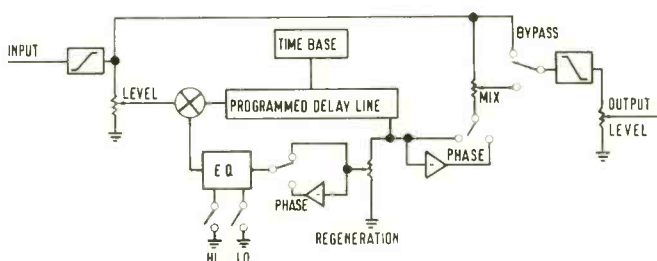 BYPASS
INPUT
TIME BASE
LEVEL
PROGRAMMED DELAY LINE
MIX
OUTPUT
LEVEL
EQ
PHASE
PHASE
REGENERATION
HI LO